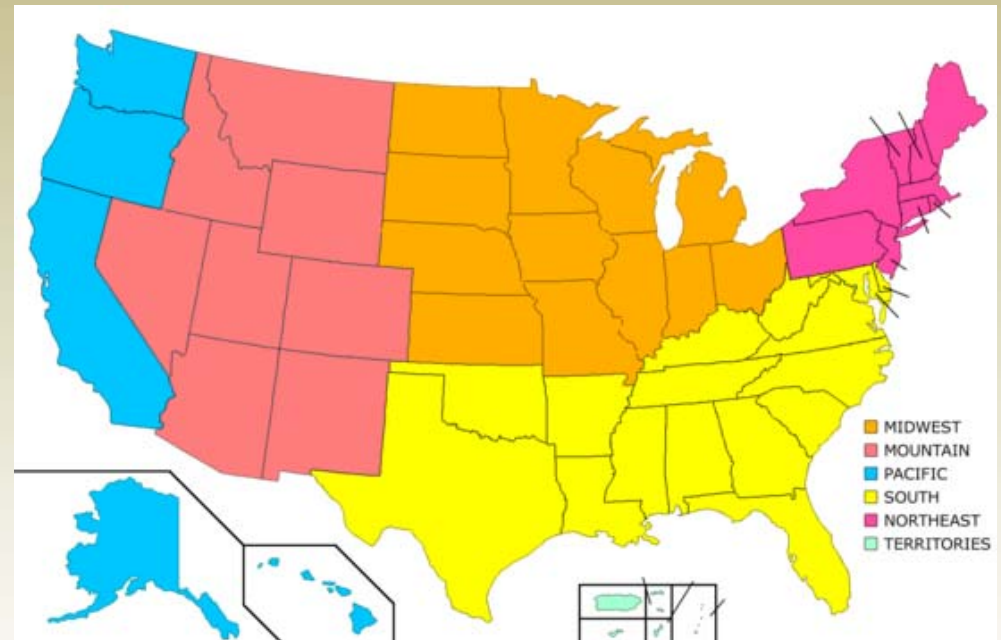 MIDWEST
MOUNTAIN
PACIFIC
SOUTH
NORTHEAST
TERRITORIES